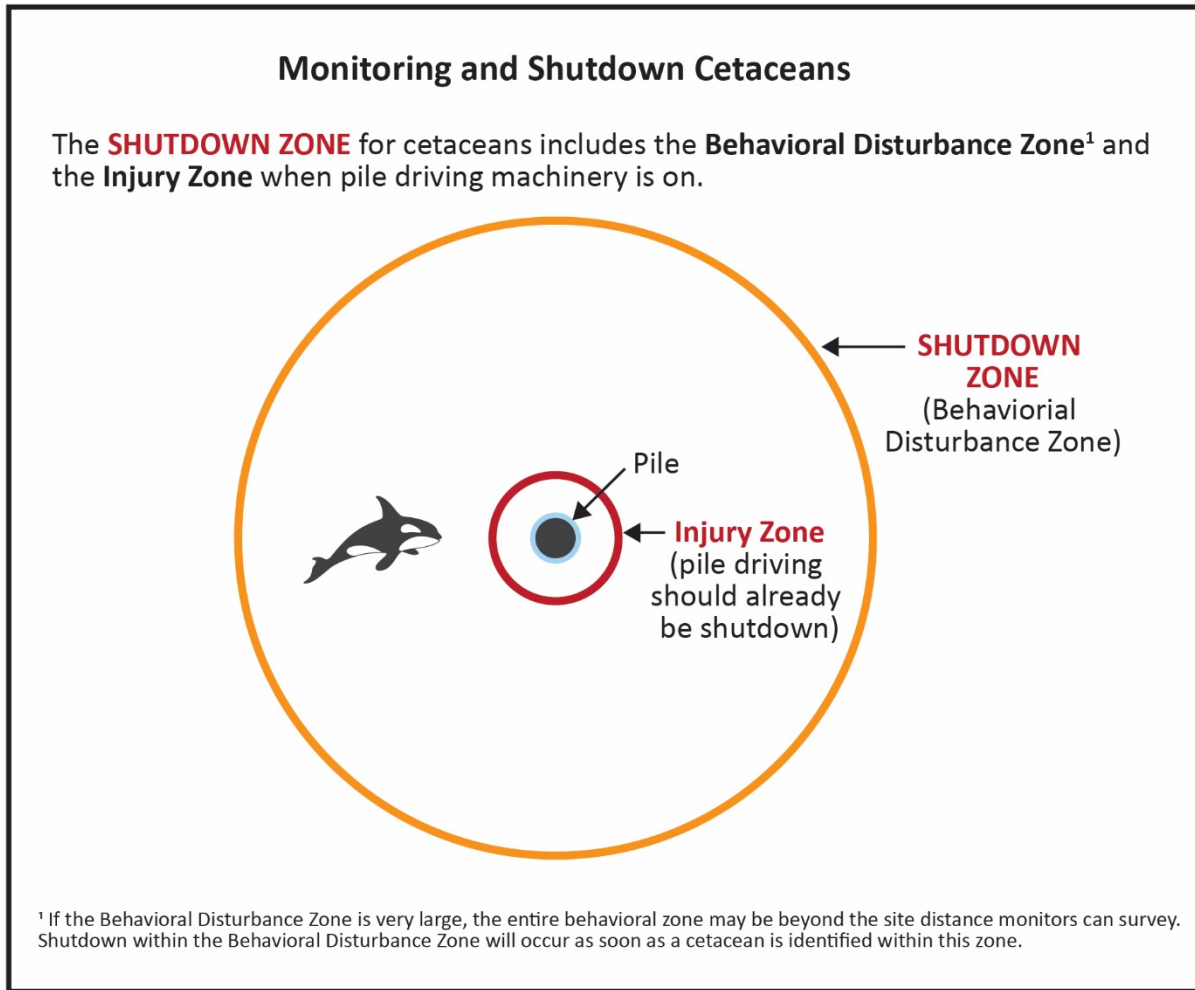 Monitoring and Shutdown Cetaceans
The SHUTDOWN ZONE for cetaceans includes the Behavioral Disturbance Zone¹ and
the Injury Zone when pile driving machinery is on.
SHUTDOWN
ZONE
(Behaviorial
Disturbance Zone)
Pile
Injury Zone
(pile driving
should already
be shutdown)
¹ If the Behavioral Disturbance Zone is very large, the entire behavioral zone may be beyond the site distance monitors can survey.
Shutdown within the Behavioral Disturbance Zone will occur as soon as a cetacean is identified within this zone.